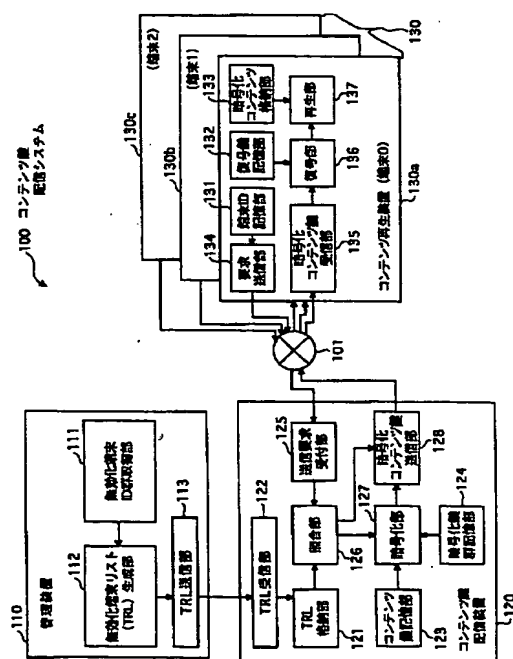 100 コンテンツ鍵
配信システム
110
管理装置
111
無効化端末
ID群取得部
112
無効化端末リスト
(TRL)生成部
113
TRL送信部
120
コンテンツ鍵配信装置
122
TRL受信部
121
TRL
格納部
125
送信要求
受付部
126
照合部
127
暗号化部
128
暗号化
コンテンツ鍵
送信部
123
コンテンツ
鍵記憶部
124
暗号化鍵
群記憶部
101
130
130c
(端末2)
130b
(端末1)
130a
コンテンツ再生装置(端末0)
134
要求
送信部
131
端末ID
記憶部
132
復号鍵
記憶部
133
暗号化
コンテンツ
格納部
135
暗号化
コンテンツ鍵
受信部
136
復号部
137
再生部